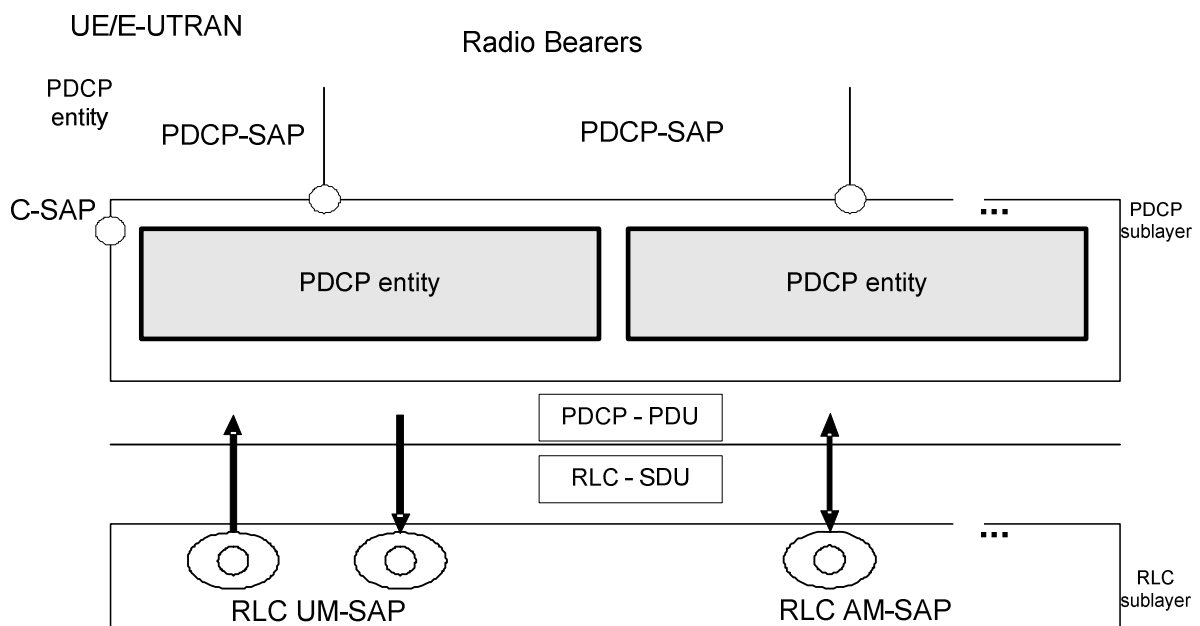 UE/E-UTRAN
Radio Bearers
PDCP
entity
PDCP-SAP
PDCP-SAP
C-SAP
...
PDCP
sublayer
PDCP entity
PDCP entity
PDCP - PDU
RLC - SDU
...
RLC UM-SAP
RLC AM-SAP
RLC
sublayer